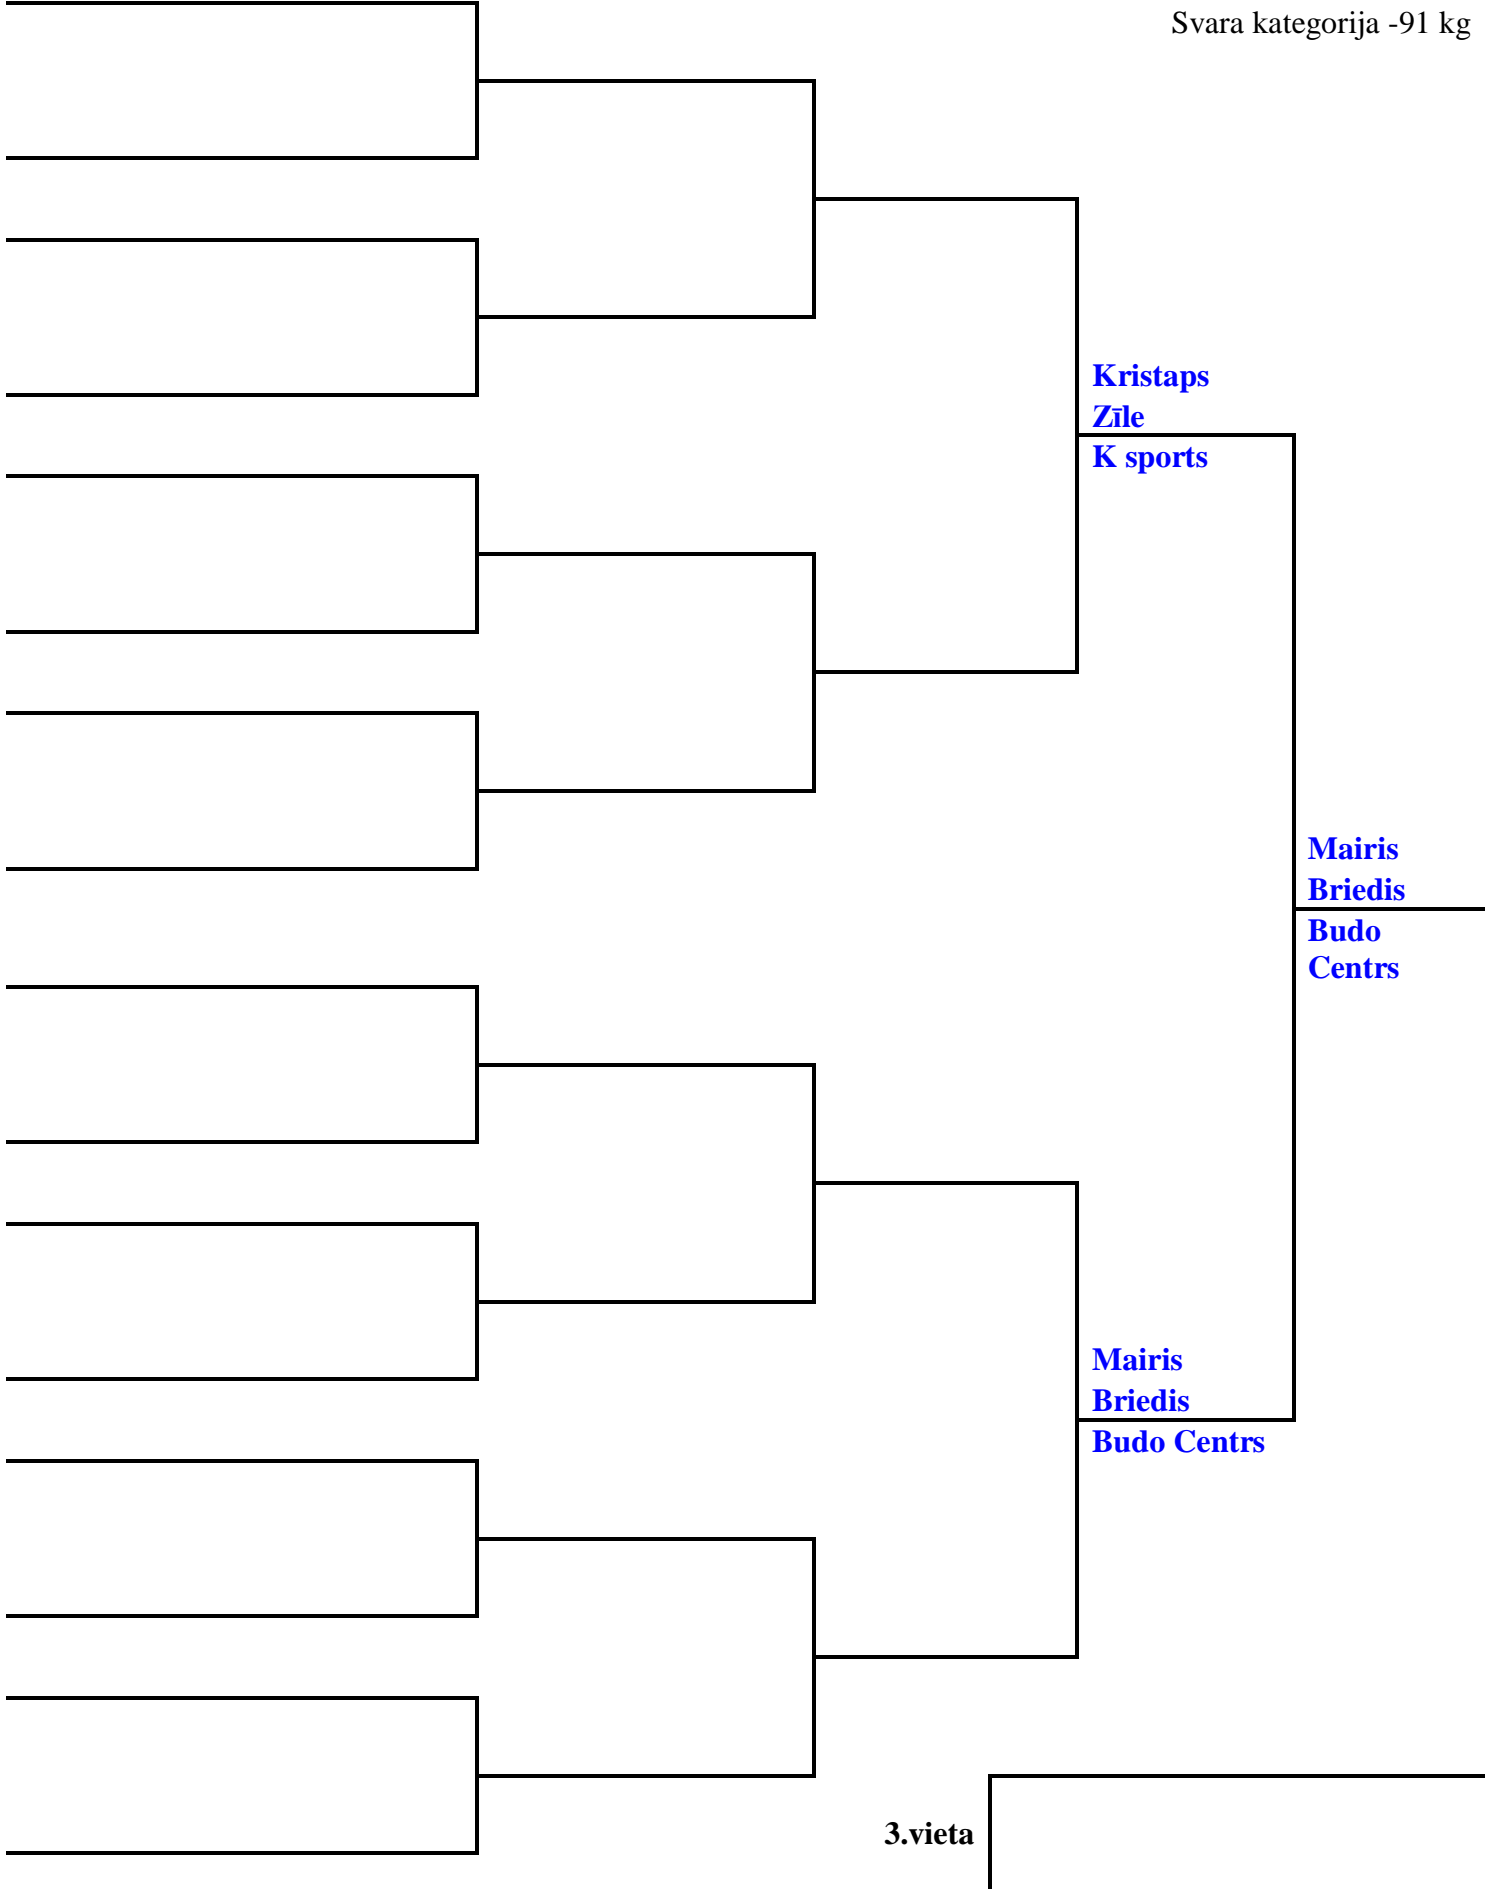 Svara kategorija -91 kg
Kristaps
Zīle
K sports
Mairis
Briedis
Budo
Centrs
Mairis
Briedis
Budo Centrs
3.vieta